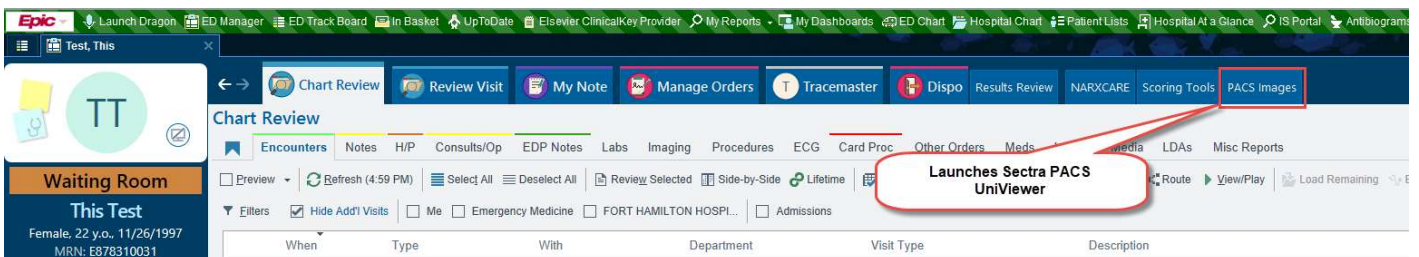 Epic Launch Dragon ED Manager ED Track Board In Basket UpToDate Elsevier ClinicalKey Provider My Reports My Dashboards ED Chart Hospital Chart Patient Lists Hospital At a Glance IS Portal Antibiograms
Test, This
TT
Chart Review Review Visit My Note Manage Orders T Tracemaster Dispo Results Review NARXCARE Scoring Tools PACS Images
Chart Review
Encounters Notes H/P Consults/Op EDP Notes Labs Imaging Procedures ECG Card Proc Other Orders Meds LDAs Misc Reports
Preview Refresh (4:59 PM) Select All Deselect All Review Selected Side-by-Side Lifetime Route View/Play Load Remaining
Launches Sectra PACS
UniViewer
Filters Hide Add'l Visits Me Emergency Medicine FORT HAMILTON HOSPI... Admissions
When Type With Department Visit Type Description
Waiting Room
This Test
Female, 22 y.o., 11/26/1997
MRN: E878310031